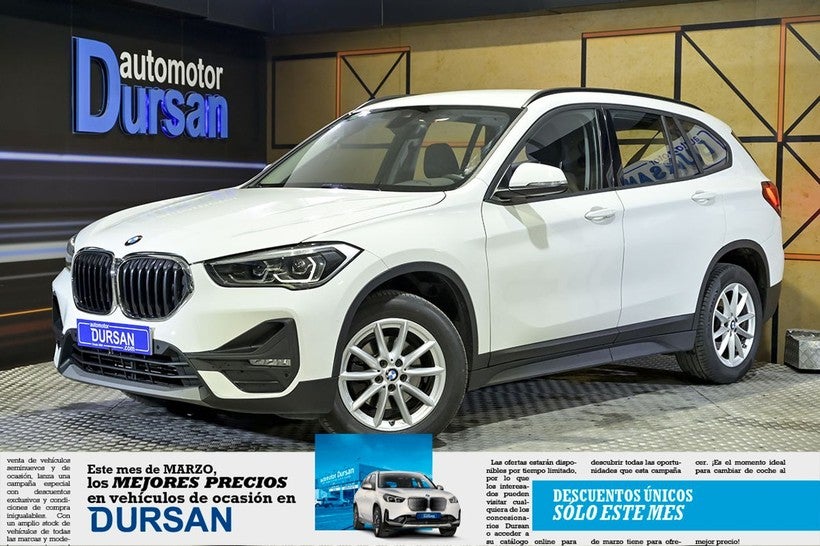 automotor
Dursan
automotor
DURSAN
.com
venta de vehículos
seminuevos y de
ocasión, lanza una
campaña especial
con descuentos
exclusivos y condi-
ciones de compra
inigualables. Con
un amplio stock de
vehículos de todas
las marcas y mode-
Este mes de MARZO,
los MEJORES PRECIOS
en vehículos de ocasión en
DURSAN
automotor Dursan
Las ofertas estarán dispo-
nibles por tiempo limitado,
por lo que
los interesa-
dos pueden
visitar cual-
quiera de los
concesiona-
rios Dursan
o acceder a
su catálogo online para
descubrir todas las oportu-
nidades que esta campaña
de marzo tiene para ofre-
cer. ¡Es el momento ideal
para cambiar de coche al
mejor precio!
DESCUENTOS ÚNICOS
SÓLO ESTE MES